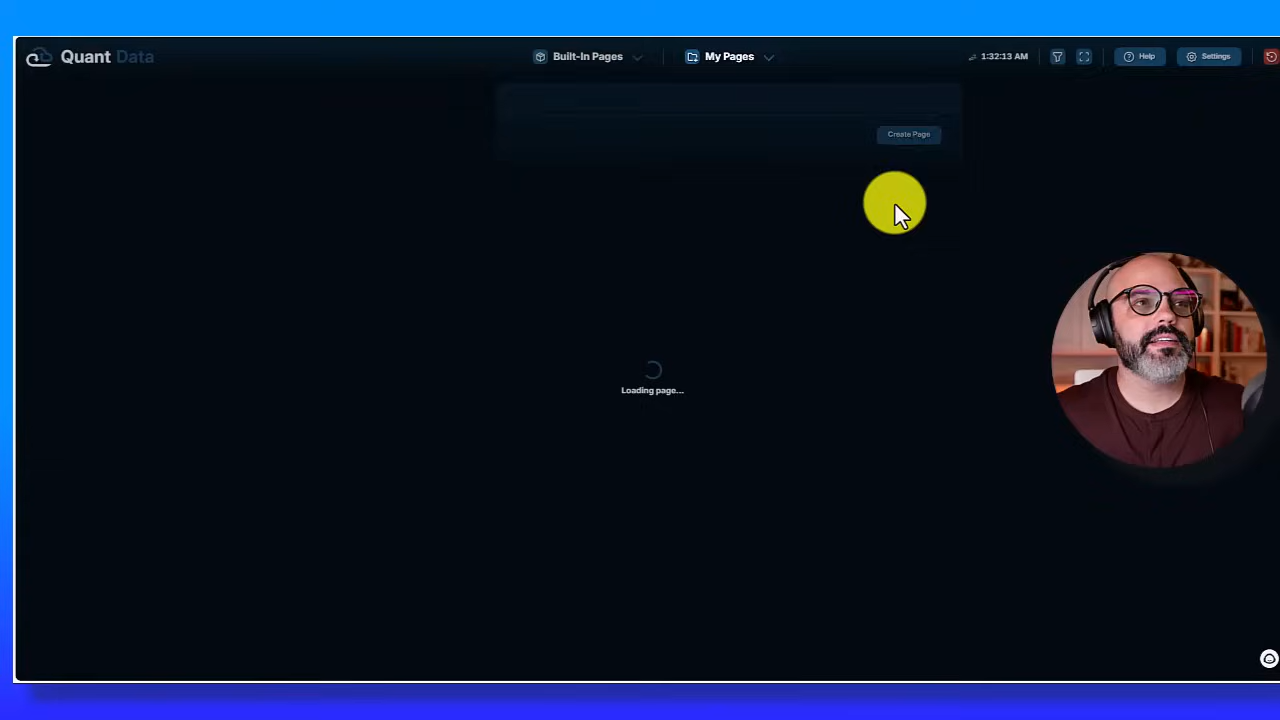 Quant Data
Built-In Pages
My Pages
1:32:13 AM
Help
Settings
Create Page
Loading page...